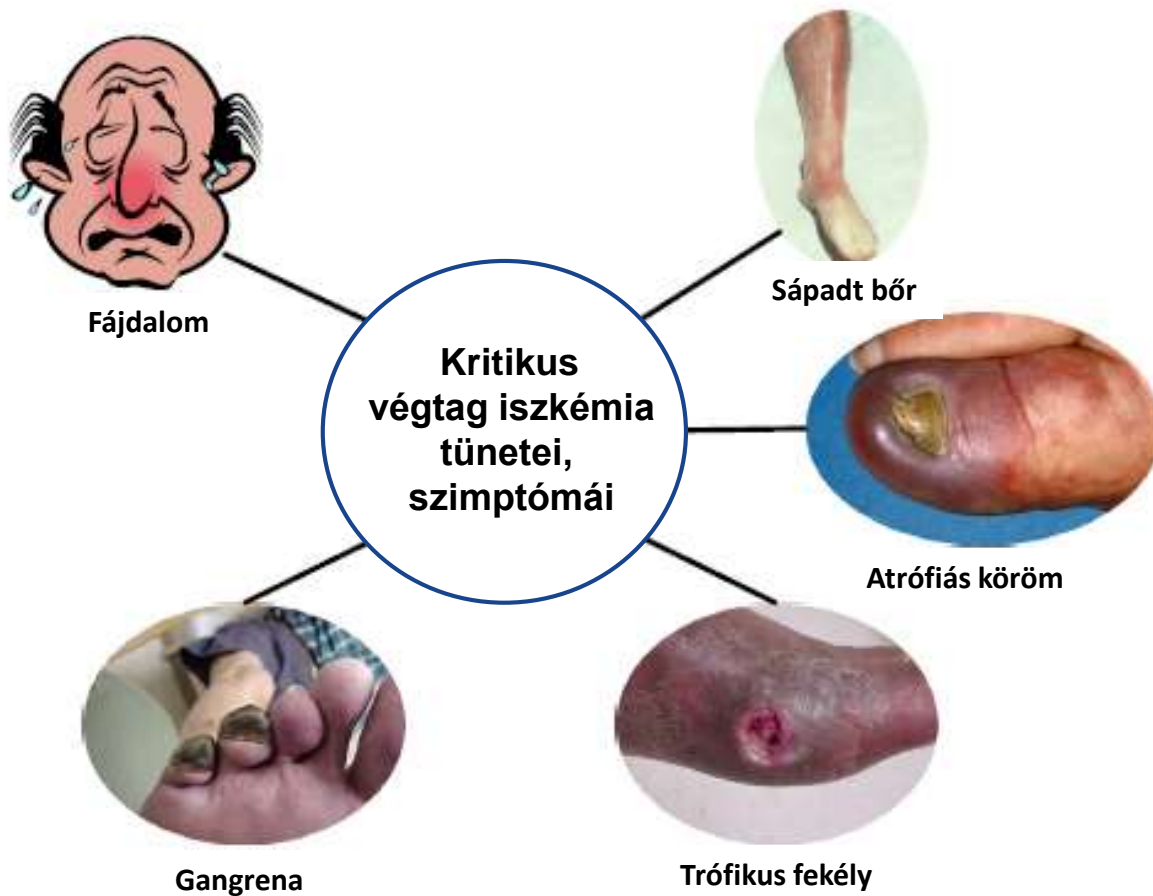 Fájdalom
Sápadt bőr
Kritikus
végtag iszkémia
tünetei,
szimptómái
Atrófiás köröm
Gangrena
Trófikus fekély